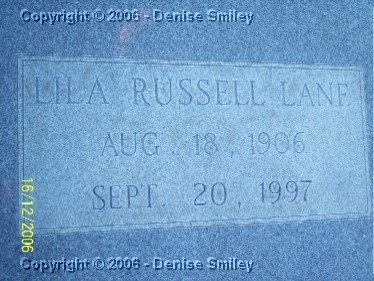 Copyright © 2006 - Denise Smiley
LILA RUSSELL LANE
AUG. 18, 1906
SEPT. 20, 1997
16/12/2006
Copyright © 2006 - Denise Smiley